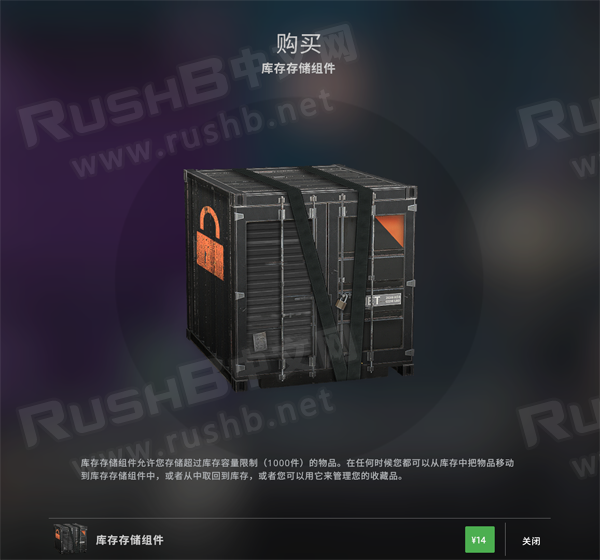 购买
库存存储组件
RUSHB中文网
www.rushb.net
RUSHB中文网
www.rushb.net
库存存储组件允许您存储超过库存容量限制（1000件）的物品。在任何时候您都可以从库存中把物品移动
到库存存储组件中，或者从中取回到库存，或者您可以用它来管理您的收藏品。
库存存储组件
¥14
关闭